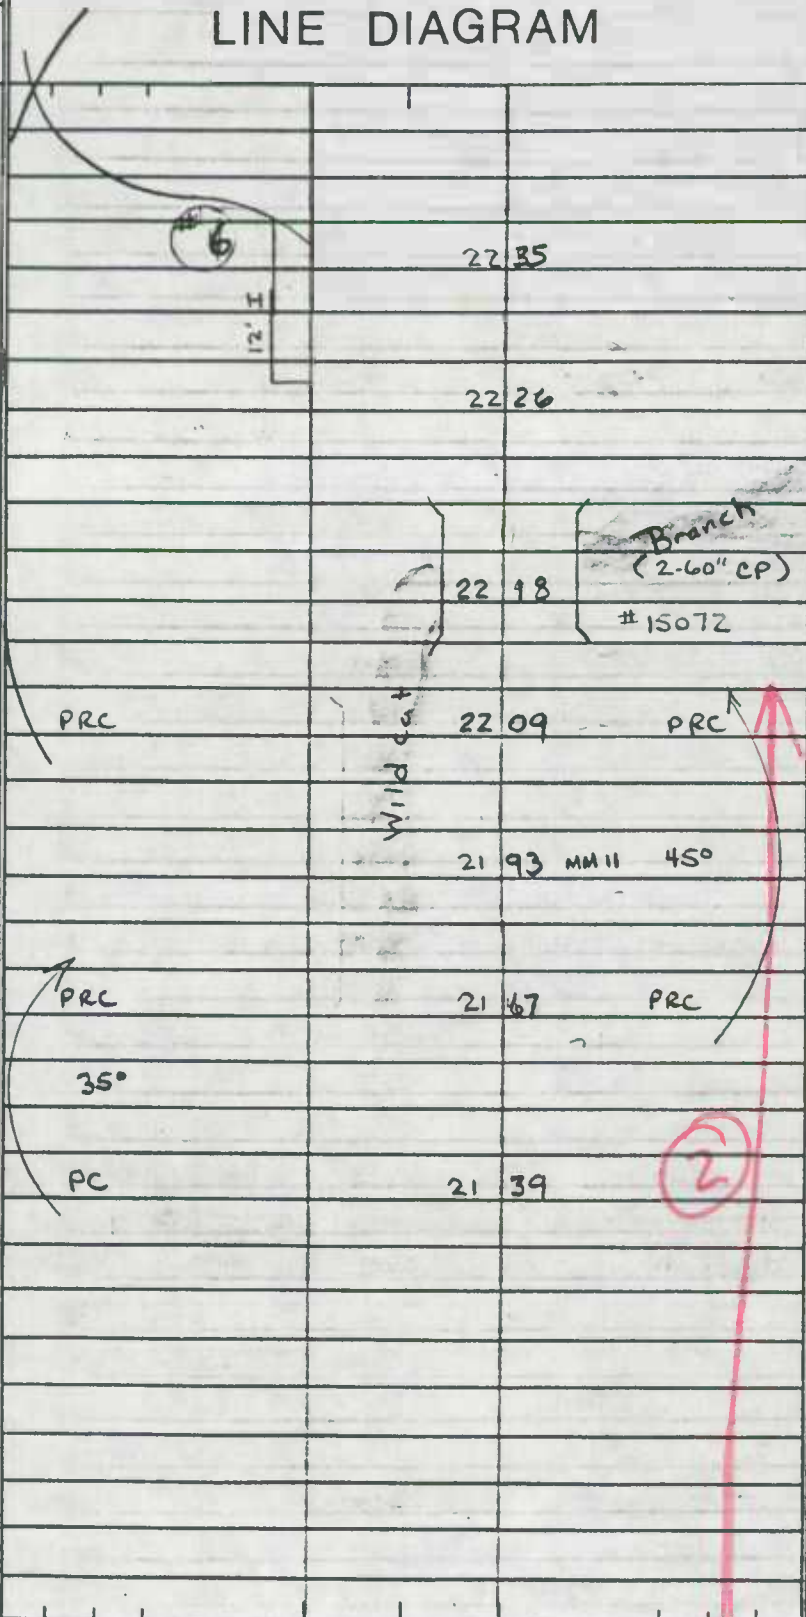 LINE DIAGRAM
#6
22 35
12' I
22 26
Branch
(2-60" CP)
22 18
#15072
Wild cat
PRC 22 09 PRC
21 93 MM 11 45°
PRC 21 67 PRC
35°
2
PC 21 39